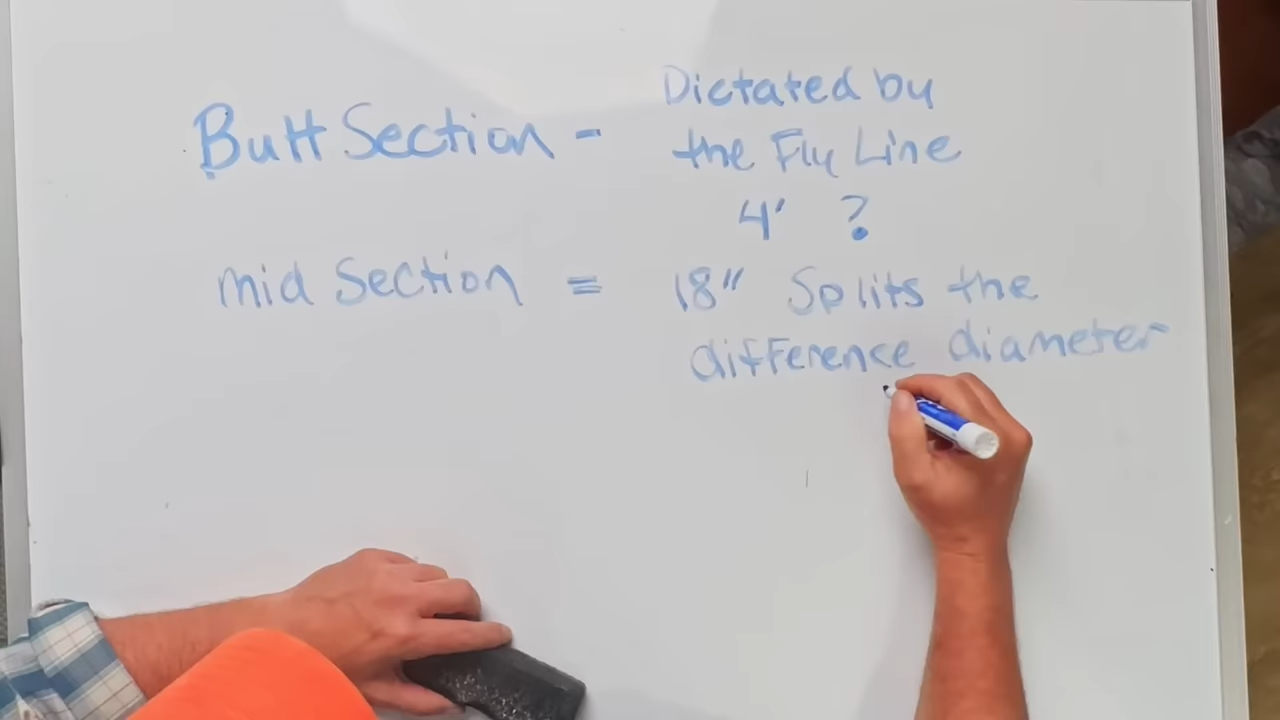 Butt Section - Dictated by
the Fly Line
4' ?
mid Section = 18" Splits the
difference diameter